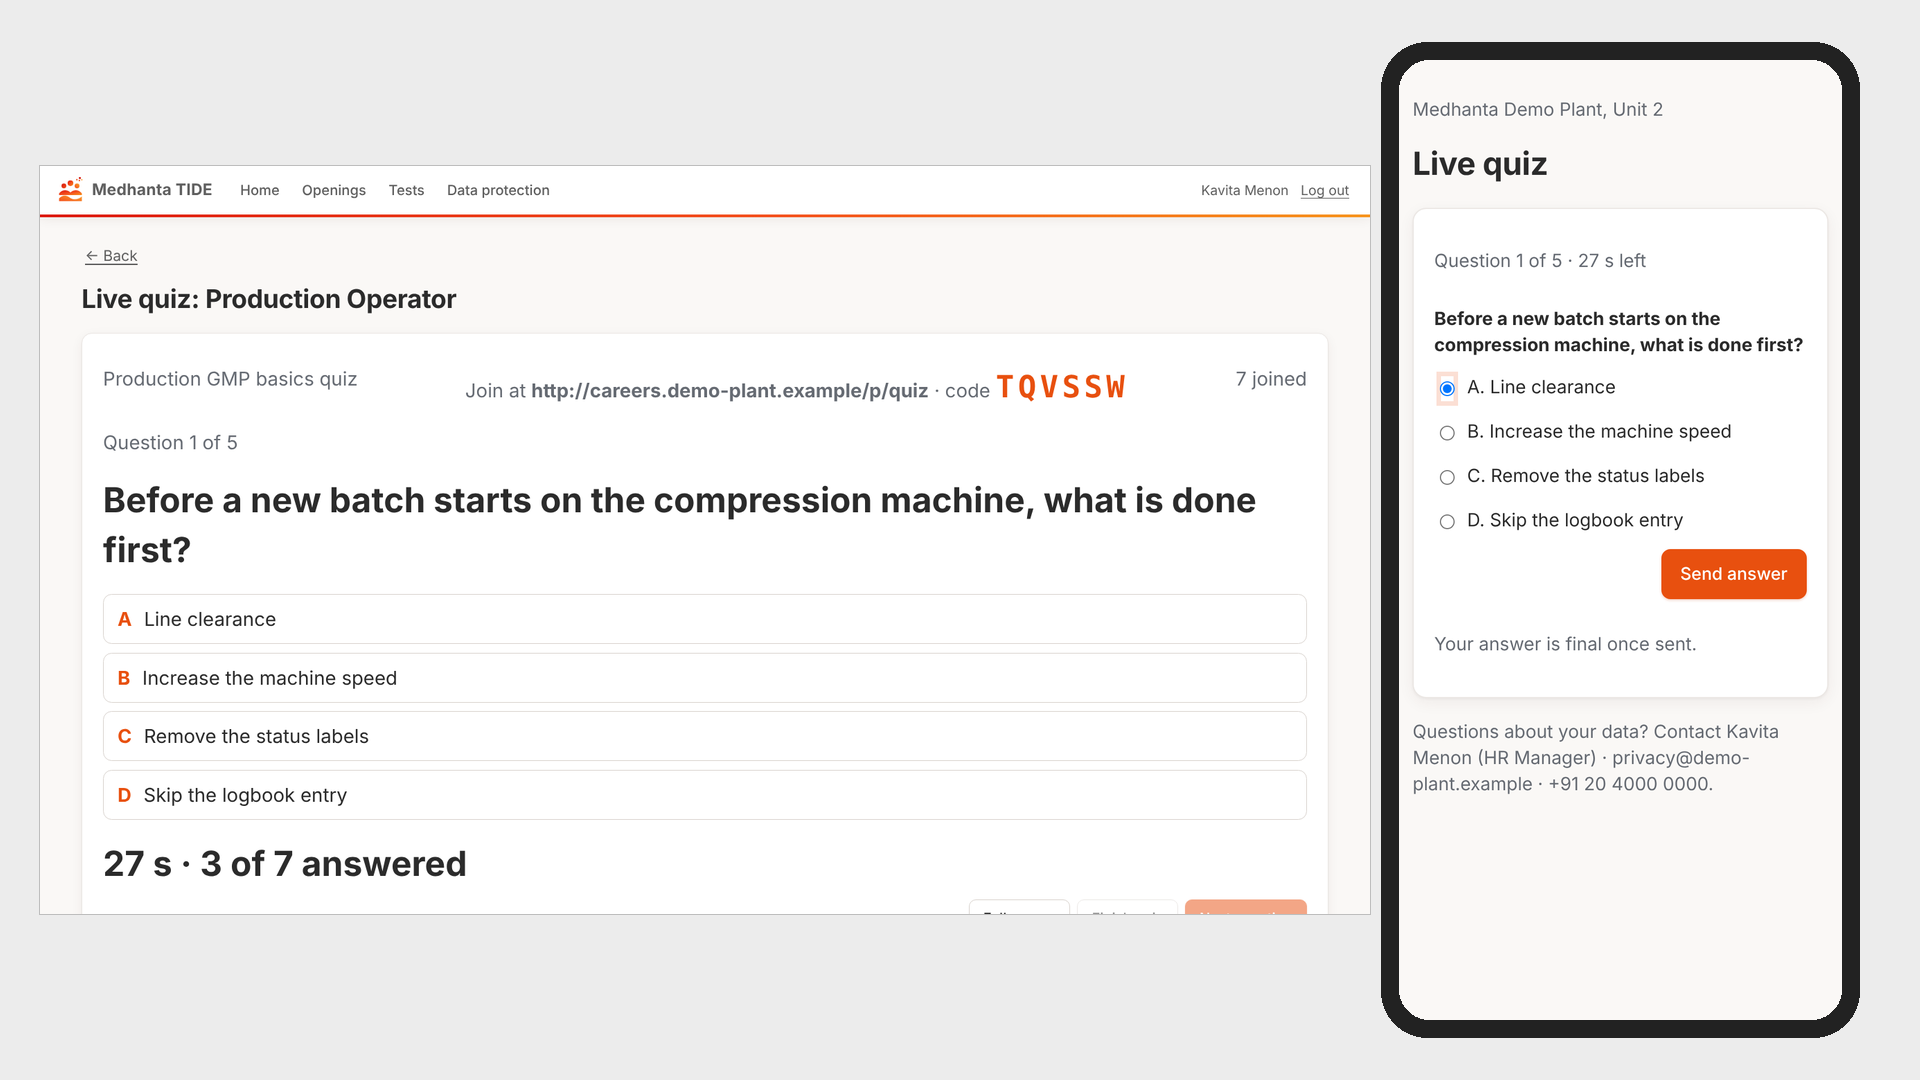 Medhanta TIDE Home Openings Tests Data protection Kavita Menon Log out
← Back
Live quiz: Production Operator
Production GMP basics quiz
Join at http://careers.demo-plant.example/p/quiz · code TQVSSW
7 joined
Question 1 of 5
Before a new batch starts on the compression machine, what is done
first?
A Line clearance
B Increase the machine speed
C Remove the status labels
D Skip the logbook entry
27 s · 3 of 7 answered
Medhanta Demo Plant, Unit 2
Live quiz
Question 1 of 5 · 27 s left
Before a new batch starts on the
compression machine, what is done first?
A. Line clearance
B. Increase the machine speed
C. Remove the status labels
D. Skip the logbook entry
Send answer
Your answer is final once sent.
Questions about your data? Contact Kavita
Menon (HR Manager) · privacy@demo-
plant.example · +91 20 4000 0000.